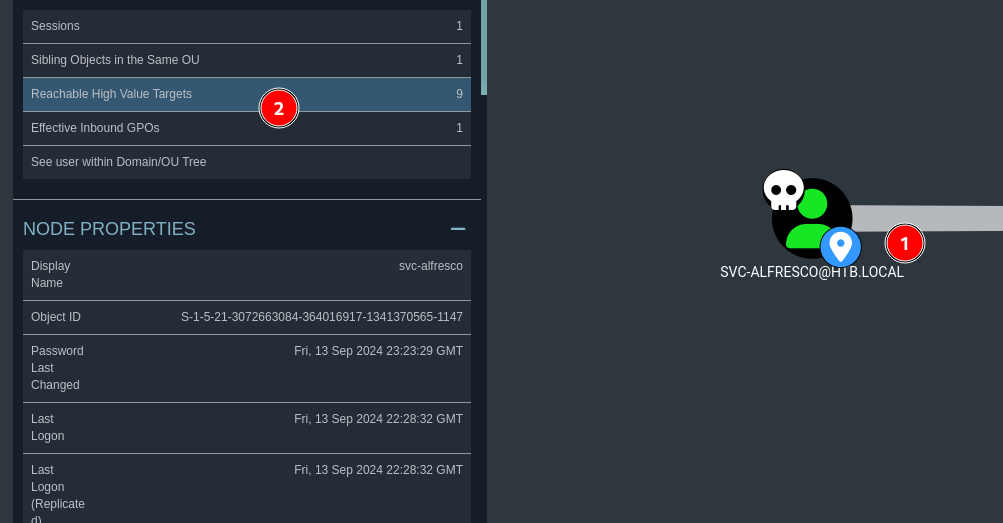 Sessions 1
Sibling Objects in the Same OU 1
Reachable High Value Targets 9
2
Effective Inbound GPOs 1
See user within Domain/OU Tree
NODE PROPERTIES
Display
Name
svc-alfresco
Object ID S-1-5-21-3072663084-364016917-1341370565-1147
Password
Last
Changed
Fri, 13 Sep 2024 23:23:29 GMT
Last
Logon
Fri, 13 Sep 2024 22:28:32 GMT
Last
Logon
(Replicate
d)
Fri, 13 Sep 2024 22:28:32 GMT
1
SVC-ALFRESCO@HTB.LOCAL